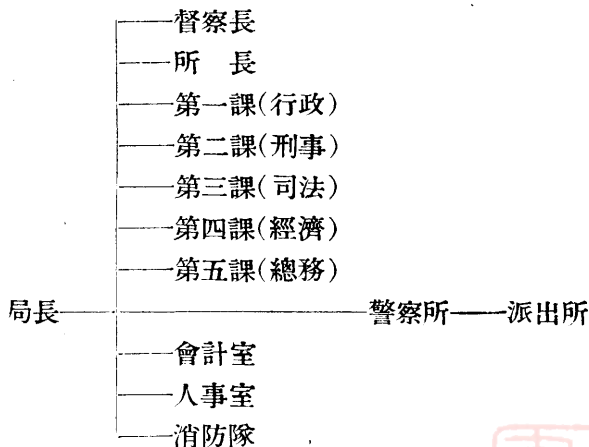 督察長
所　長
第一課(行政)
第二課(刑事)
第三課(司法)
第四課(經濟)
第五課(總務)
局長 警察所 派出所
會計室
人事室
消防隊